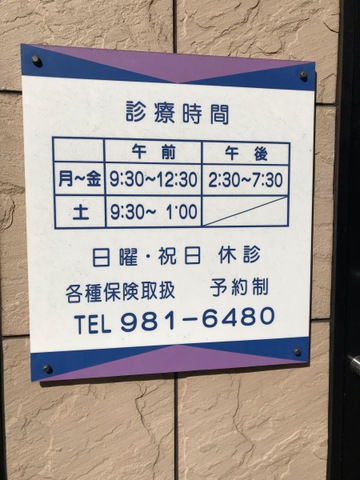 診療時間
午前 午後
月〜金 9:30〜12:30 2:30〜7:30
土 9:30〜 1:00
日曜・祝日 休診
各種保険取扱 予約制
TEL 981-6480